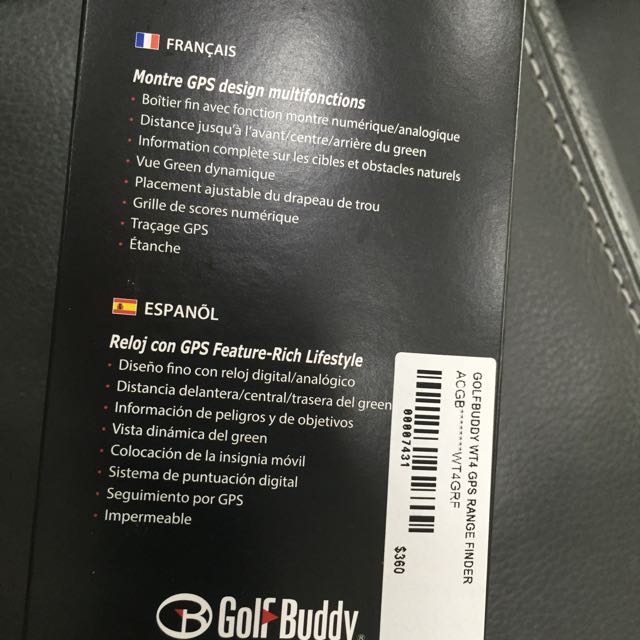 FRANÇAIS
Montre GPS design multifonctions
• Boîtier fin avec fonction montre numérique/analogique
• Distance jusqu'à l'avant/centre/arrière du green
• Information complète sur les cibles et obstacles naturels
• Vue Green dynamique
• Placement ajustable du drapeau de trou
• Grille de scores numérique
• Traçage GPS
• Étanche
ESPANÕL
Reloj con GPS Feature-Rich Lifestyle
• Diseño fino con reloj digital/analógico
• Distancia delantera/central/trasera del green
• Información de peligros y de objetivos
• Vista dinámica del green
• Colocación de la insignia móvil
• Sistema de puntuación digital
• Seguimiento por GPS
• Impermeable
GolfBuddy®
GOLFBUDDY WT4 GPS RANGE FINDER
ACGB********WT4GRF
00007431
$360